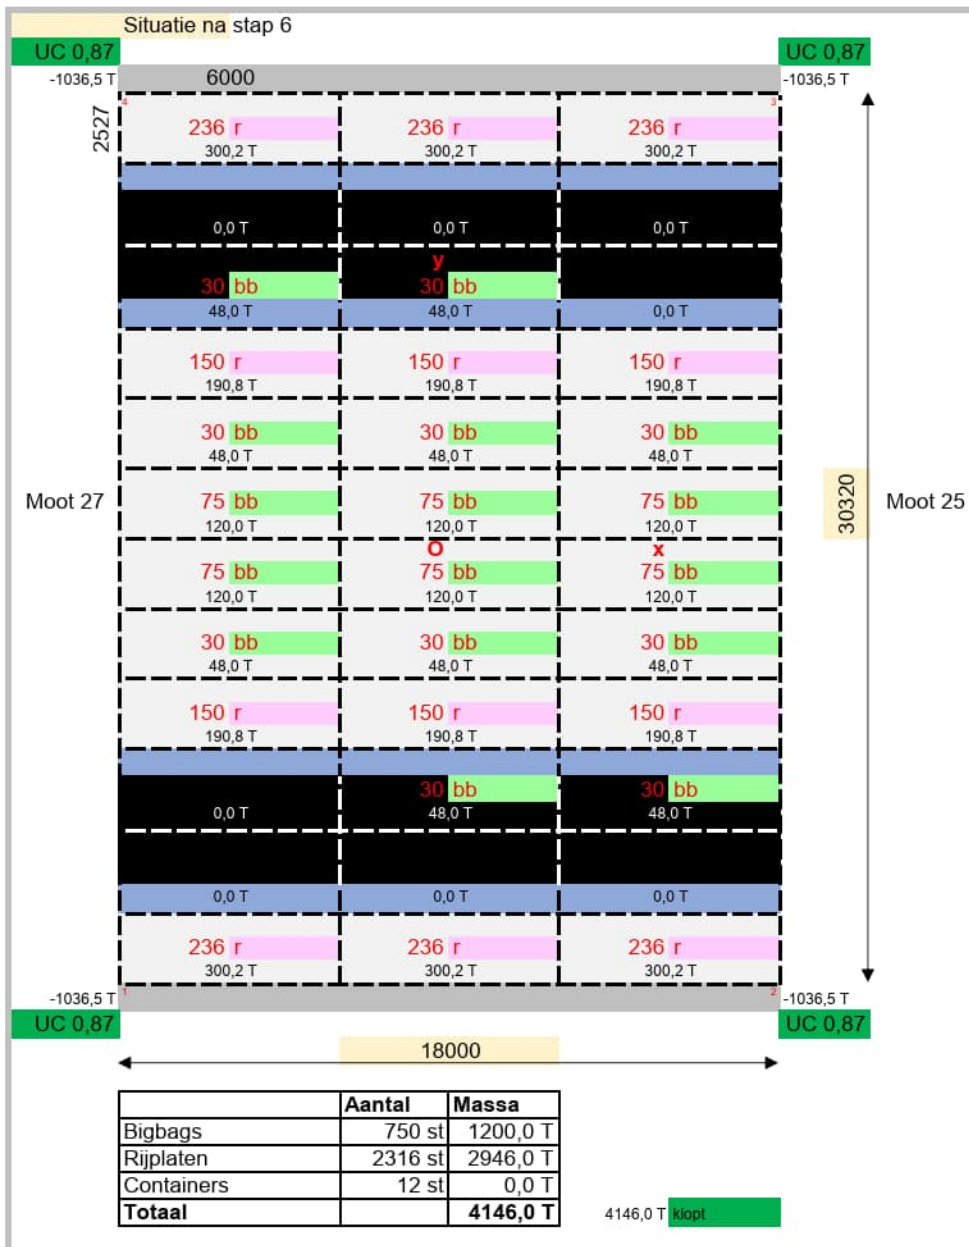 Situatie na stap 6
UC 0,87 UC 0,87
-1036,5 T 6000 -1036,5 T
4 3
2527
236 r 236 r 236 r
300,2 T 300,2 T 300,2 T
0,0 T 0,0 T 0,0 T
y
30 bb 30 bb
48,0 T 48,0 T 0,0 T
150 r 150 r 150 r
190,8 T 190,8 T 190,8 T
30 bb 30 bb 30 bb
48,0 T 48,0 T 48,0 T
Moot 27 75 bb 75 bb 75 bb 30320 Moot 25
120,0 T 120,0 T 120,0 T
O x
75 bb 75 bb 75 bb
120,0 T 120,0 T 120,0 T
30 bb 30 bb 30 bb
48,0 T 48,0 T 48,0 T
150 r 150 r 150 r
190,8 T 190,8 T 190,8 T
30 bb 30 bb
0,0 T 48,0 T 48,0 T
0,0 T 0,0 T 0,0 T
236 r 236 r 236 r
300,2 T 300,2 T 300,2 T
-1036,5 T 1 2 -1036,5 T
UC 0,87 UC 0,87
18000
Aantal Massa
Bigbags 750 st 1200,0 T
Rijplaten 2316 st 2946,0 T
Containers 12 st 0,0 T
Totaal 4146,0 T 4146,0 T klopt